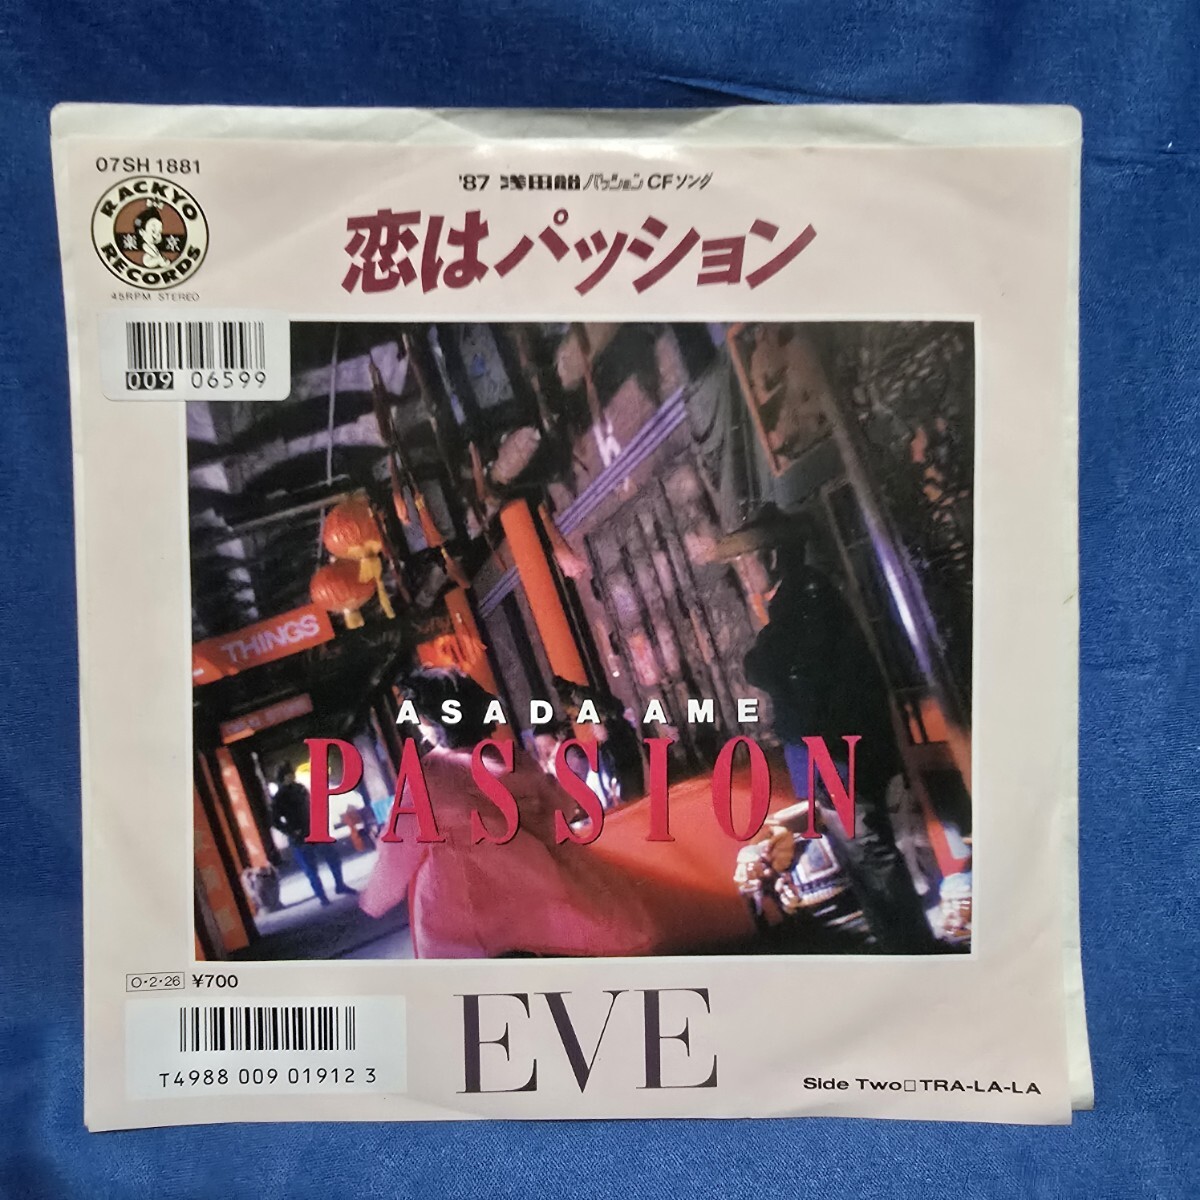 07SH 1881
RACKYO
楽 京
RECORDS
45RPM STEREO
'87 浅田飴パッションCFソング
恋はパッション
009 06599
THINGS
ASADA AME
PASSION
O・2・26 ¥700
T4988 009 01912 3
EVE
Side Two□TRA-LA-LA